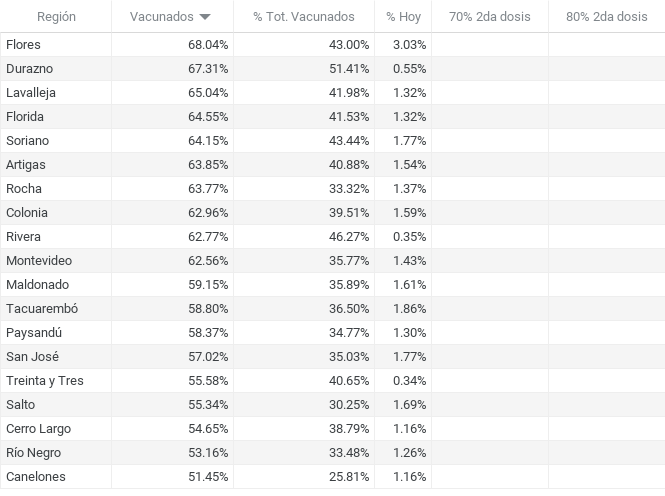 Región Vacunados % Tot. Vacunados % Hoy 70% 2da dosis 80% 2da dosis
Flores 68.04% 43.00% 3.03%
Durazno 67.31% 51.41% 0.55%
Lavalleja 65.04% 41.98% 1.32%
Florida 64.55% 41.53% 1.32%
Soriano 64.15% 43.44% 1.77%
Artigas 63.85% 40.88% 1.54%
Rocha 63.77% 33.32% 1.37%
Colonia 62.96% 39.51% 1.59%
Rivera 62.77% 46.27% 0.35%
Montevideo 62.56% 35.77% 1.43%
Maldonado 59.15% 35.89% 1.61%
Tacuarembó 58.80% 36.50% 1.86%
Paysandú 58.37% 34.77% 1.30%
San José 57.02% 35.03% 1.77%
Treinta y Tres 55.58% 40.65% 0.34%
Salto 55.34% 30.25% 1.69%
Cerro Largo 54.65% 38.79% 1.16%
Río Negro 53.16% 33.48% 1.26%
Canelones 51.45% 25.81% 1.16%